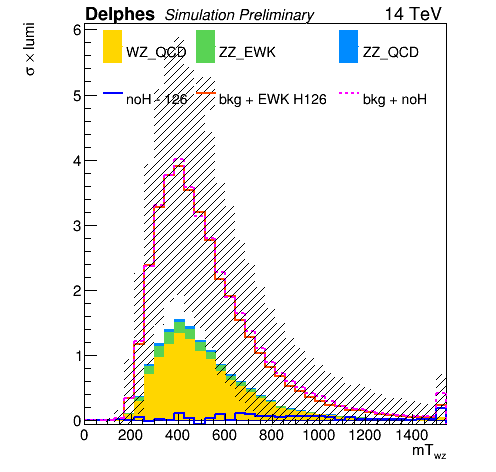 Delphes Simulation Preliminary 14 TeV
σ × lumi
WZ_QCD ZZ_EWK ZZ_QCD
noH - 126 bkg + EWK H126 bkg + noH
6
5
4
3
2
1
0
0 200 400 600 800 1000 1200 1400
mTwz